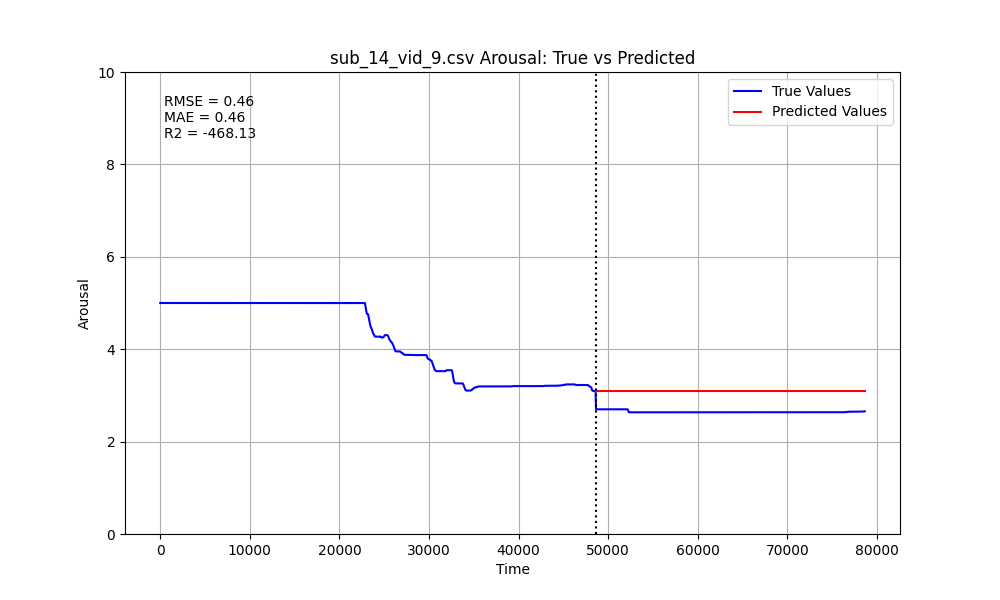 sub_14_vid_9.csv Arousal: True vs Predicted
RMSE = 0.46
MAE = 0.46
R2 = -468.13
True Values
Predicted Values
Arousal
10
8
6
4
2
0
0 10000 20000 30000 40000 50000 60000 70000 80000
Time